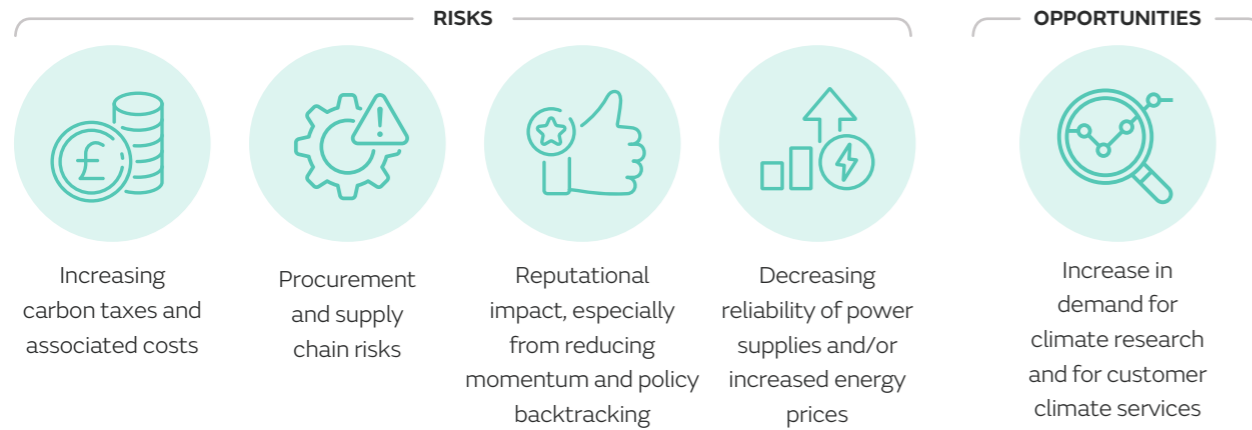 RISKS
OPPORTUNITIES
£
Increasing
carbon taxes and
associated costs
!
Procurement
and supply
chain risks
Reputational
impact, especially
from reducing
momentum and policy
backtracking
Decreasing
reliability of power
supplies and/or
increased energy
prices
Increase in
demand for
climate research
and for customer
climate services